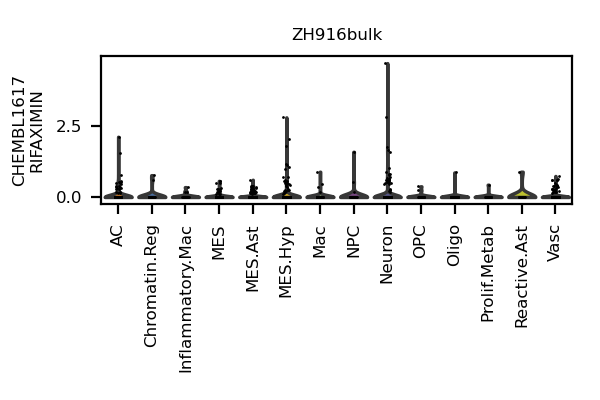 ZH916bulk
CHEMBL1617
RIFAXIMIN
2.5
0.0
AC
Chromatin.Reg
Inflammatory.Mac
MES
MES.Ast
MES.Hyp
Mac
NPC
Neuron
OPC
Oligo
Prolif.Metab
Reactive.Ast
Vasc